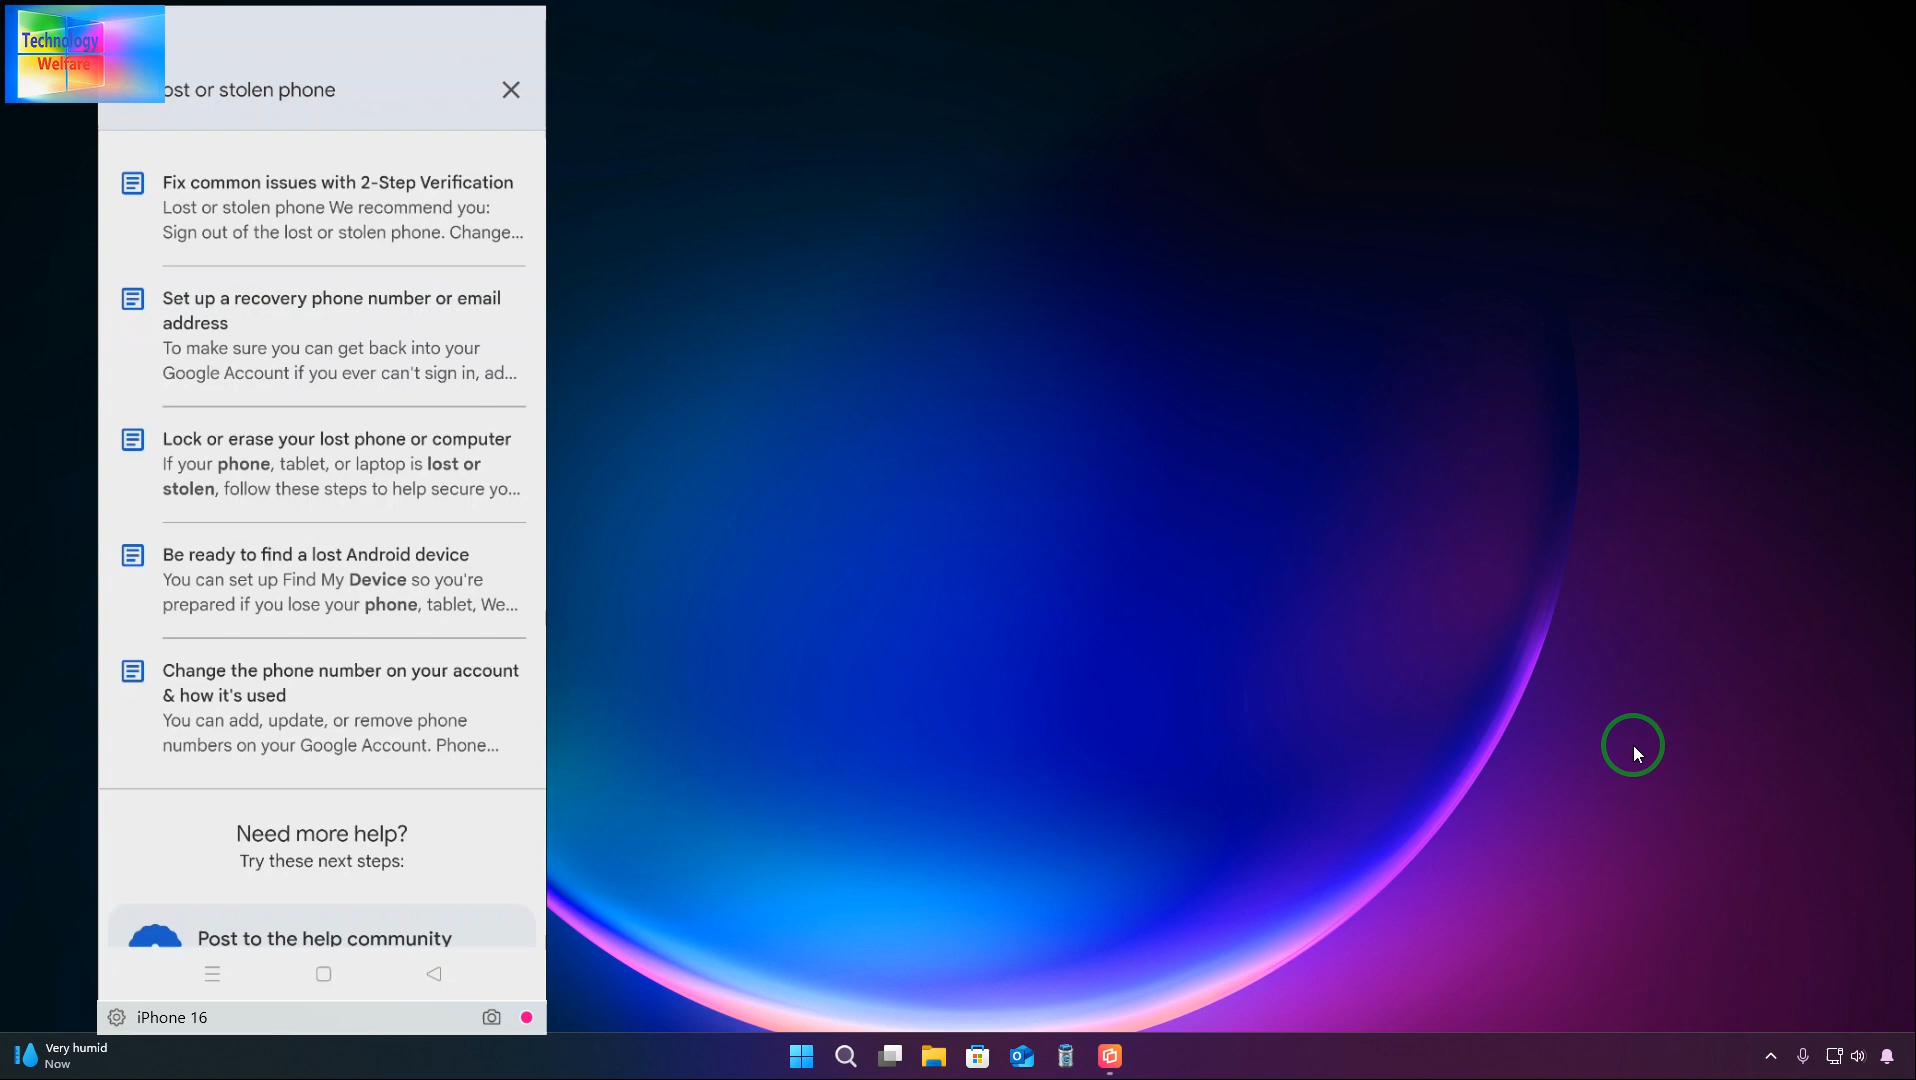 Technology
Welfare
ost or stolen phone
Fix common issues with 2-Step Verification
Lost or stolen phone We recommend you:
Sign out of the lost or stolen phone. Change...
Set up a recovery phone number or email
address
To make sure you can get back into your
Google Account if you ever can't sign in, ad...
Lock or erase your lost phone or computer
If your phone, tablet, or laptop is lost or
stolen, follow these steps to help secure yo...
Be ready to find a lost Android device
You can set up Find My Device so you're
prepared if you lose your phone, tablet, We...
Change the phone number on your account
& how it's used
You can add, update, or remove phone
numbers on your Google Account. Phone...
Need more help?
Try these next steps:
Post to the help community
iPhone 16
Very humid
Now